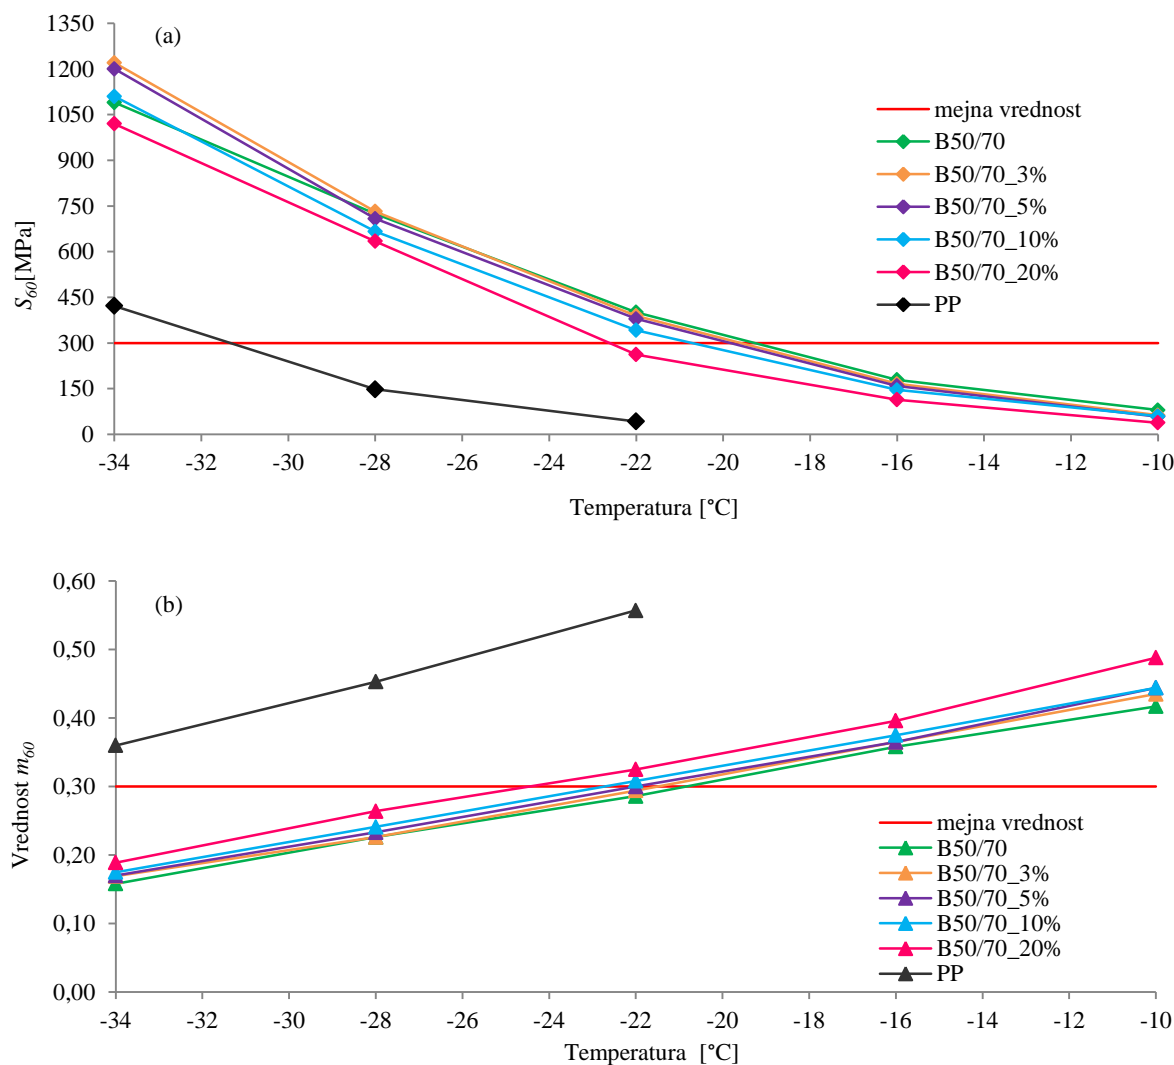 1350
(a)
1200
1050
900
750
600
450
300
150
0
S60[MPa]
mejna vrednost
B50/70
B50/70_3%
B50/70_5%
B50/70_10%
B50/70_20%
PP
-34 -32 -30 -28 -26 -24 -22 -20 -18 -16 -14 -12 -10
Temperatura [°C]
0,60
(b)
0,50
0,40
0,30
0,20
0,10
0,00
Vrednost m60
mejna vrednost
B50/70
B50/70_3%
B50/70_5%
B50/70_10%
B50/70_20%
PP
-34 -32 -30 -28 -26 -24 -22 -20 -18 -16 -14 -12 -10
Temperatura [°C]